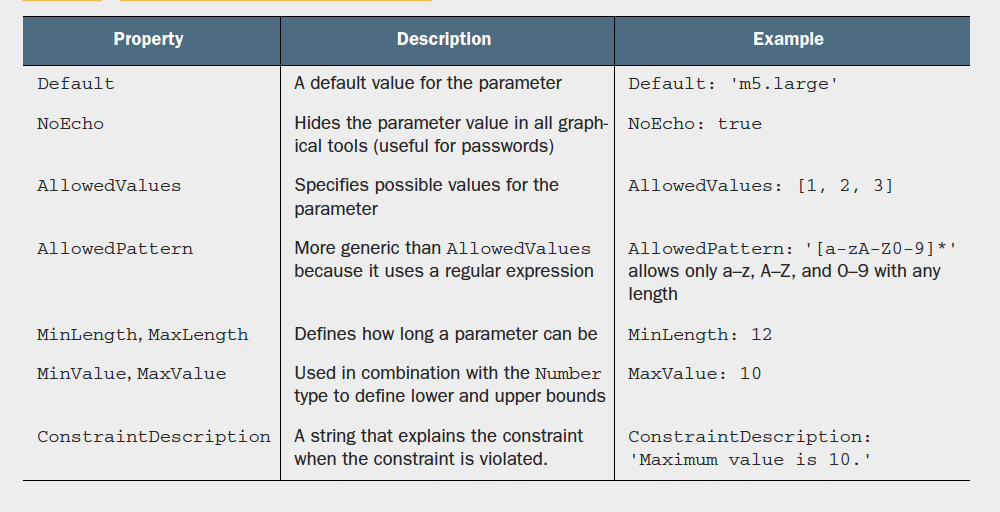 Property Description Example
Default A default value for the parameter Default: 'm5.large'
NoEcho Hides the parameter value in all graph- NoEcho: true
ical tools (useful for passwords)
AllowedValues Specifies possible values for the AllowedValues: [1, 2, 3]
parameter
AllowedPattern More generic than AllowedValues AllowedPattern: '[a-zA-Z0-9]*'
because it uses a regular expression allows only a–z, A–Z, and 0–9 with any
length
MinLength, MaxLength Defines how long a parameter can be MinLength: 12
MinValue, MaxValue Used in combination with the Number MaxValue: 10
type to define lower and upper bounds
ConstraintDescription A string that explains the constraint ConstraintDescription:
when the constraint is violated. 'Maximum value is 10.'